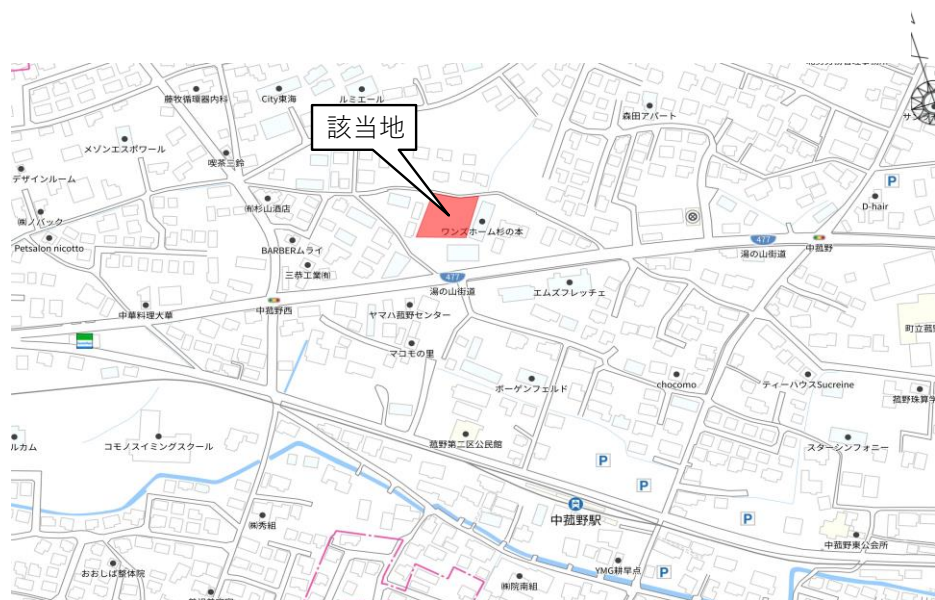 藤牧循環器内科
City東海
ルミエール
森田アパート
該当地
メゾンエスポワール
喫茶三鈴
デザインルーム
㈲杉山酒店
D-hair
㈱ノバック
ワンズホーム杉の本
Petsalon nicotto
BARBERムライ
477
中菰野
湯の山街道
三恭工業㈲
477
湯の山街道
エムズフレッチェ
中華料理大華
中菰野西
ヤマハ菰野センター
町立菰野
マコモの里
ボーゲンフェルド
chocomo
ティーハウスSucreine
菰野珠算学
ルカム
コモノスイミングスクール
菰野第二区公民館
スターシンフォニー
P
P
P
P
P
中菰野駅
㈱秀組
中菰野東公会所
おおしば整体院
㈱院南組
YMG耕早点